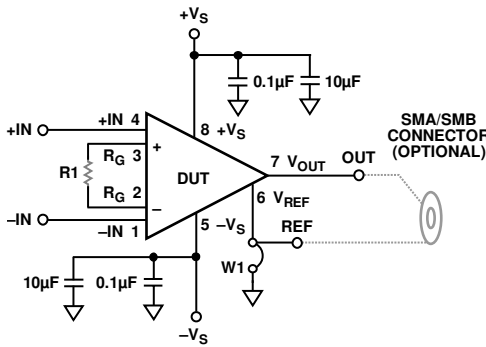 +VS
0.1µF
10µF
SMA/SMB
CONNECTOR
(OPTIONAL)
+IN
+IN 4
8 +VS
RG 3
+
R1
DUT
7 VOUT
OUT
RG 2
–
6 VREF
–IN
–IN 1
5
–VS
REF
W1
10µF
0.1µF
–VS